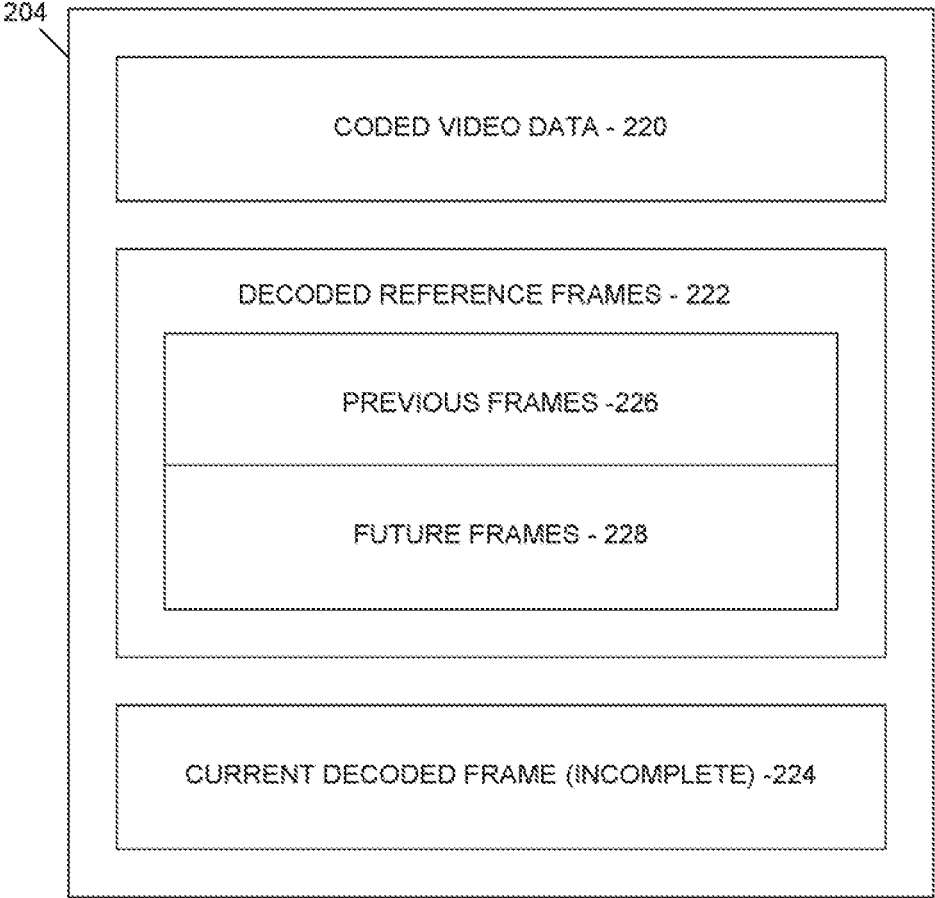 204
CODED VIDEO DATA - 220
DECODED REFERENCE FRAMES - 222
PREVIOUS FRAMES -226
FUTURE FRAMES - 228
CURRENT DECODED FRAME (INCOMPLETE) -224